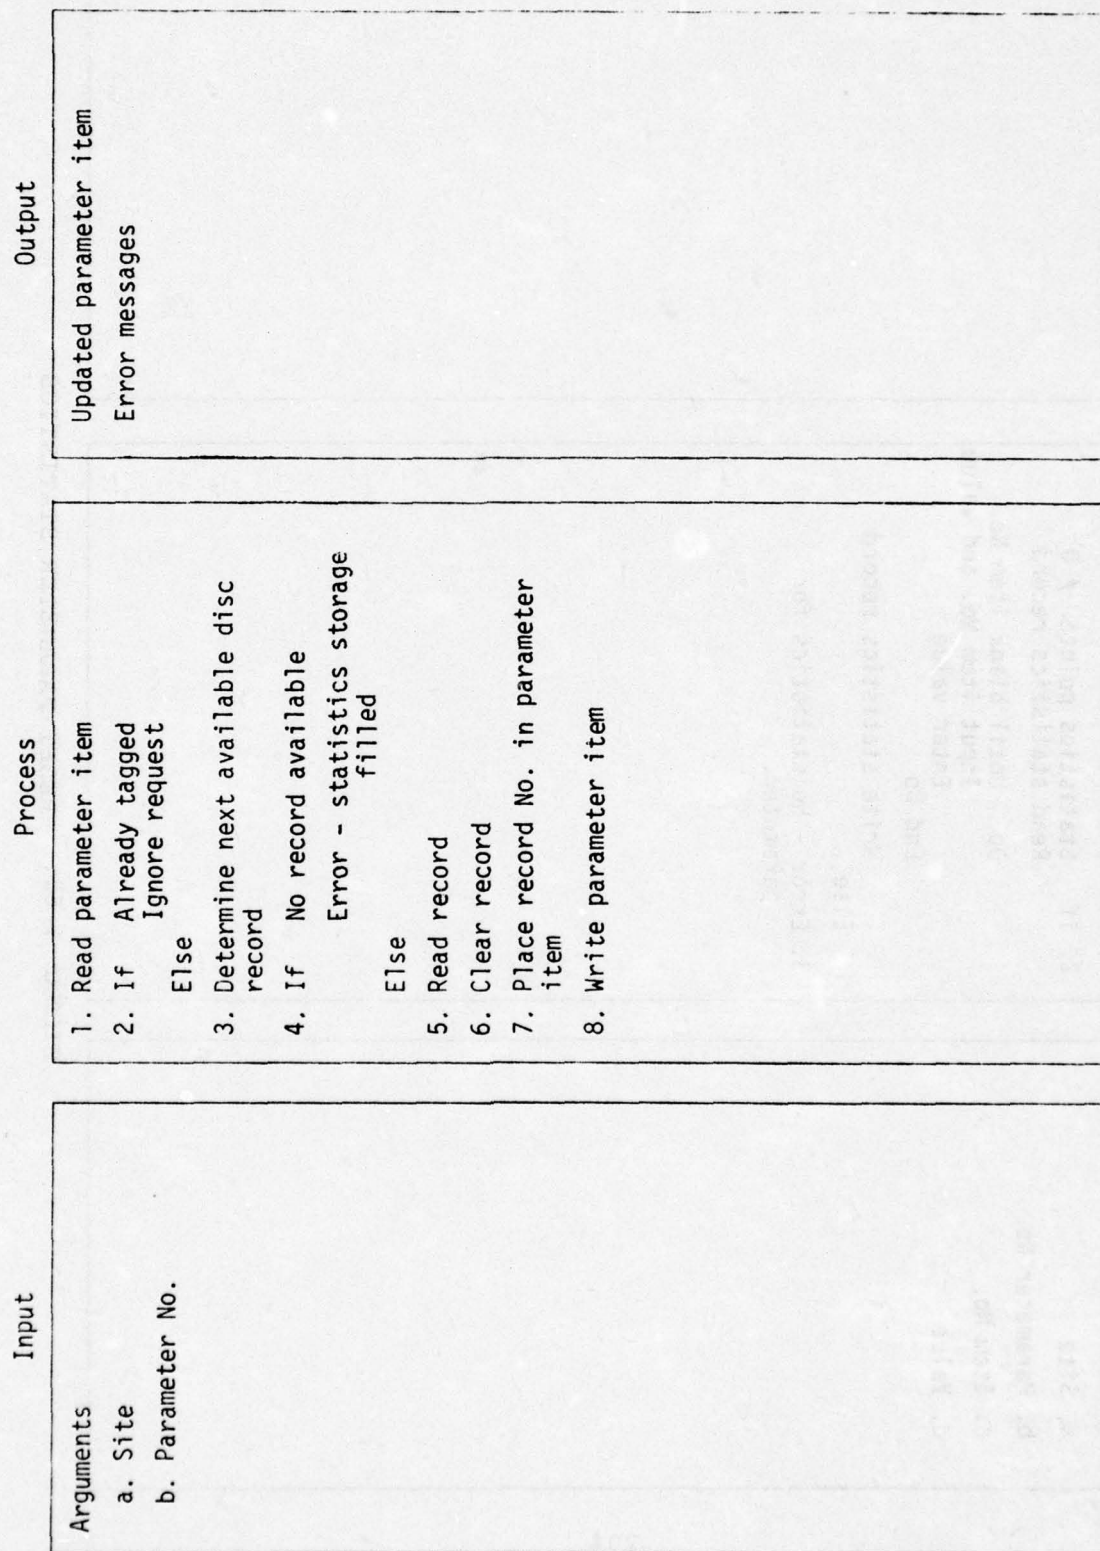 Input
Arguments
a. Site
b. Parameter No.
Process
1. Read parameter item
2. If Already tagged
Ignore request
Else
3. Determine next available disc
record
4. If No record available
Error - statistics storage
filled
Else
5. Read record
6. Clear record
7. Place record No. in parameter
item
8. Write parameter item
Output
Updated parameter item
Error messages